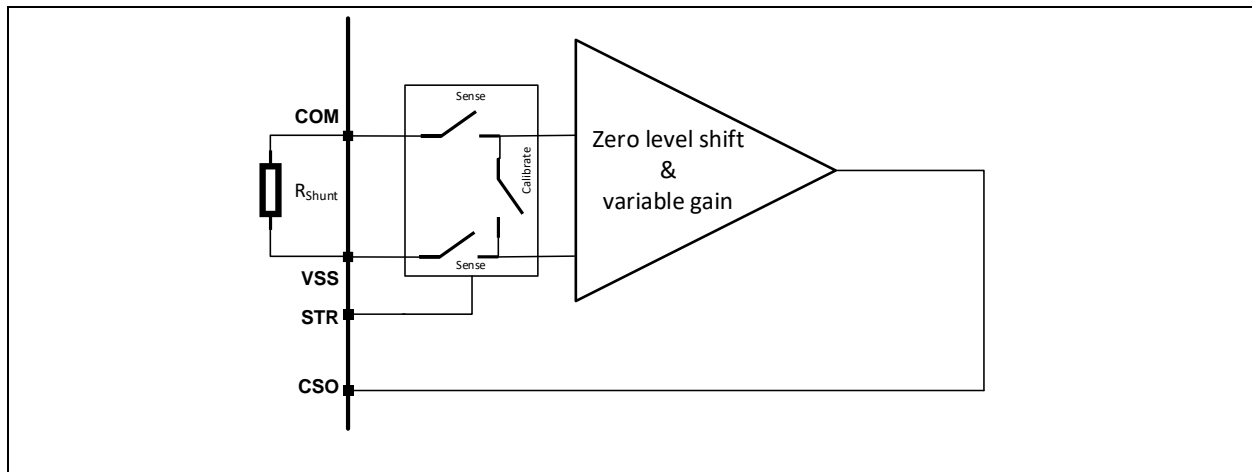 Sense
COM
Zero level shift
&
variable gain
Calibrate
RShunt
Sense
VSS
STR
CSO